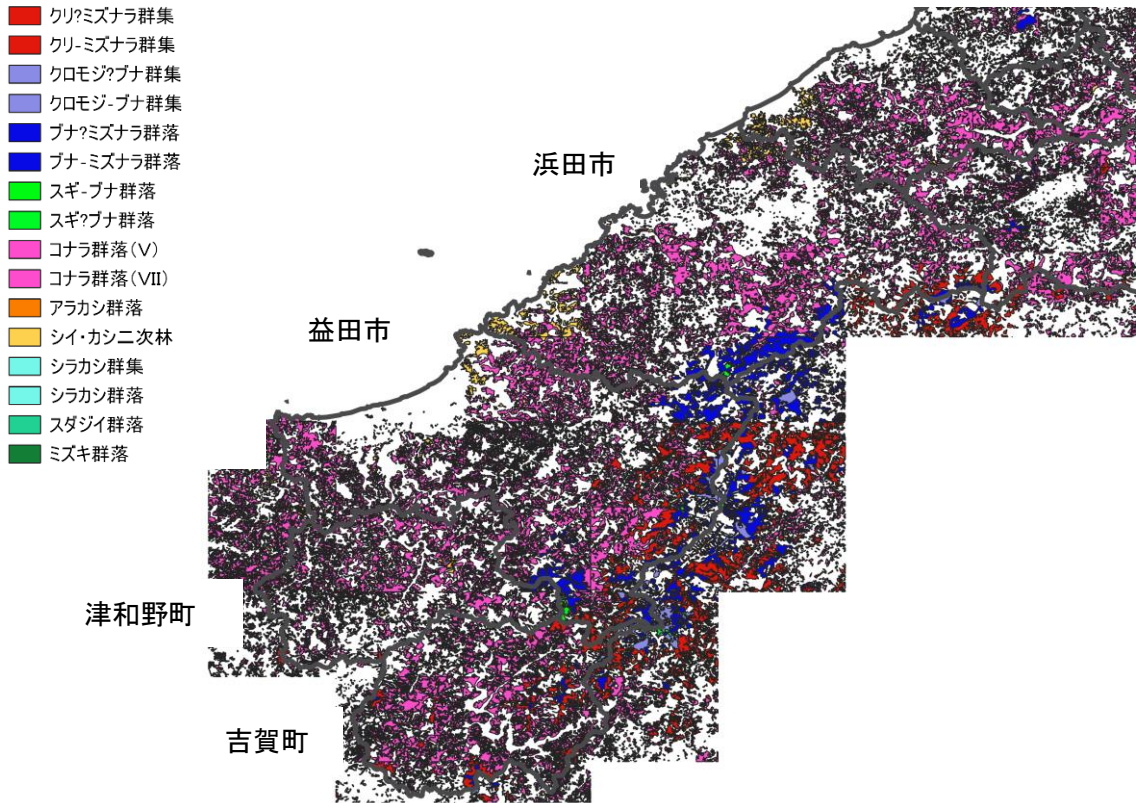 クリ?ミズナラ群集
クリ-ミズナラ群集
クロモジ?ブナ群集
クロモジ-ブナ群集
ブナ?ミズナラ群落
ブナ-ミズナラ群落
スギ-ブナ群落
スギ?ブナ群落
コナラ群落(Ⅴ)
コナラ群落(Ⅶ)
アラカシ群落
シイ・カシ二次林
シラカシ群集
シラカシ群落
スダジイ群落
ミズキ群落
浜田市
益田市
津和野町
吉賀町